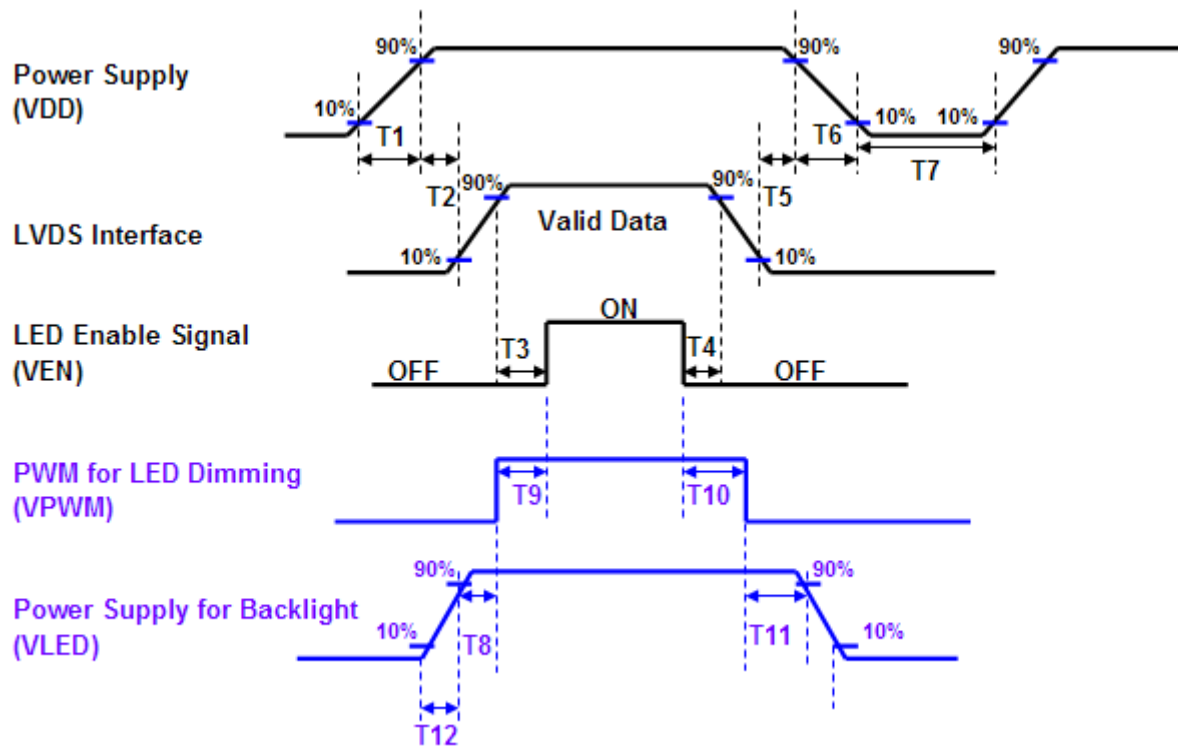 90% 90% 90%
Power Supply
(VDD)
10% 10% 10%
T1 T6 T7
T2 90% 90% T5
Valid Data
LVDS Interface
10% 10%
ON
LED Enable Signal
(VEN)
T3 T4
OFF OFF
PWM for LED Dimming
(VPWM)
T9 T10
90% 90%
Power Supply for Backlight
(VLED)
10% T8 T11 10%
T12